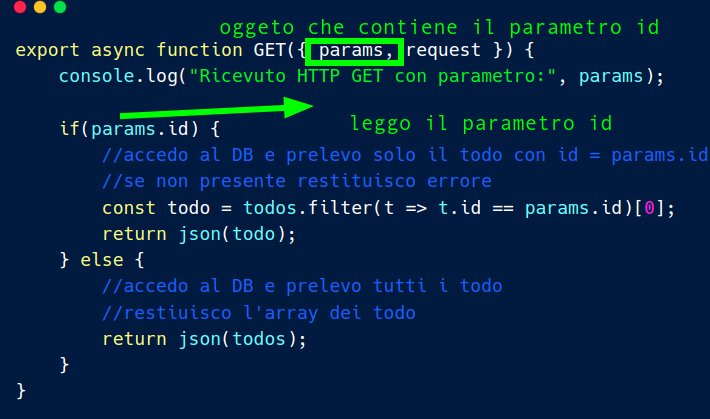 oggeto che contiene il parametro id
export async function GET({ params, request }) {
console.log("Ricevuto HTTP GET con parametro:", params);
leggo il parametro id
if(params.id) {
//accedo al DB e prelevo solo il todo con id = params.id
//se non presente restituisco errore
const todo = todos.filter(t => t.id == params.id)[0];
return json(todo);
} else {
//accedo al DB e prelevo tutti i todo
//restiuisco l'array dei todo
return json(todos);
}
}